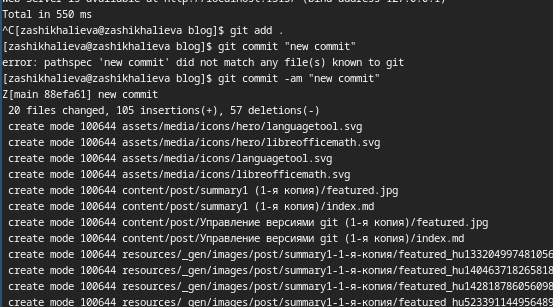 Web Server is available at http://localhost:1313/ (bind address 127.0.0.1)
Total in 550 ms
^C[zashikhalieva@zashikhalieva blog]$ git add .
[zashikhalieva@zashikhalieva blog]$ git commit "new commit"
error: pathspec 'new commit' did not match any file(s) known to git
[zashikhalieva@zashikhalieva blog]$ git commit -am "new commit"
Z[main 88efa61] new commit
20 files changed, 105 insertions(+), 57 deletions(-)
create mode 100644 assets/media/icons/hero/languagetool.svg
create mode 100644 assets/media/icons/hero/libreofficemath.svg
create mode 100644 assets/media/icons/languagetool.svg
create mode 100644 assets/media/icons/libreofficemath.svg
create mode 100644 content/post/summary1 (1-я копия)/featured.jpg
create mode 100644 content/post/summary1 (1-я копия)/index.md
create mode 100644 content/post/Управление версиями git (1-я копия)/featured.jpg
create mode 100644 content/post/Управление версиями git (1-я копия)/index.md
create mode 100644 resources/_gen/images/post/summary1-1-я-копия/featured_hu133204997481056
create mode 100644 resources/_gen/images/post/summary1-1-я-копия/featured_hu140463718265818
create mode 100644 resources/_gen/images/post/summary1-1-я-копия/featured_hu142818786056098
create mode 100644 resources/_gen/images/post/summary1-1-я-копия/featured_hu52339114495645